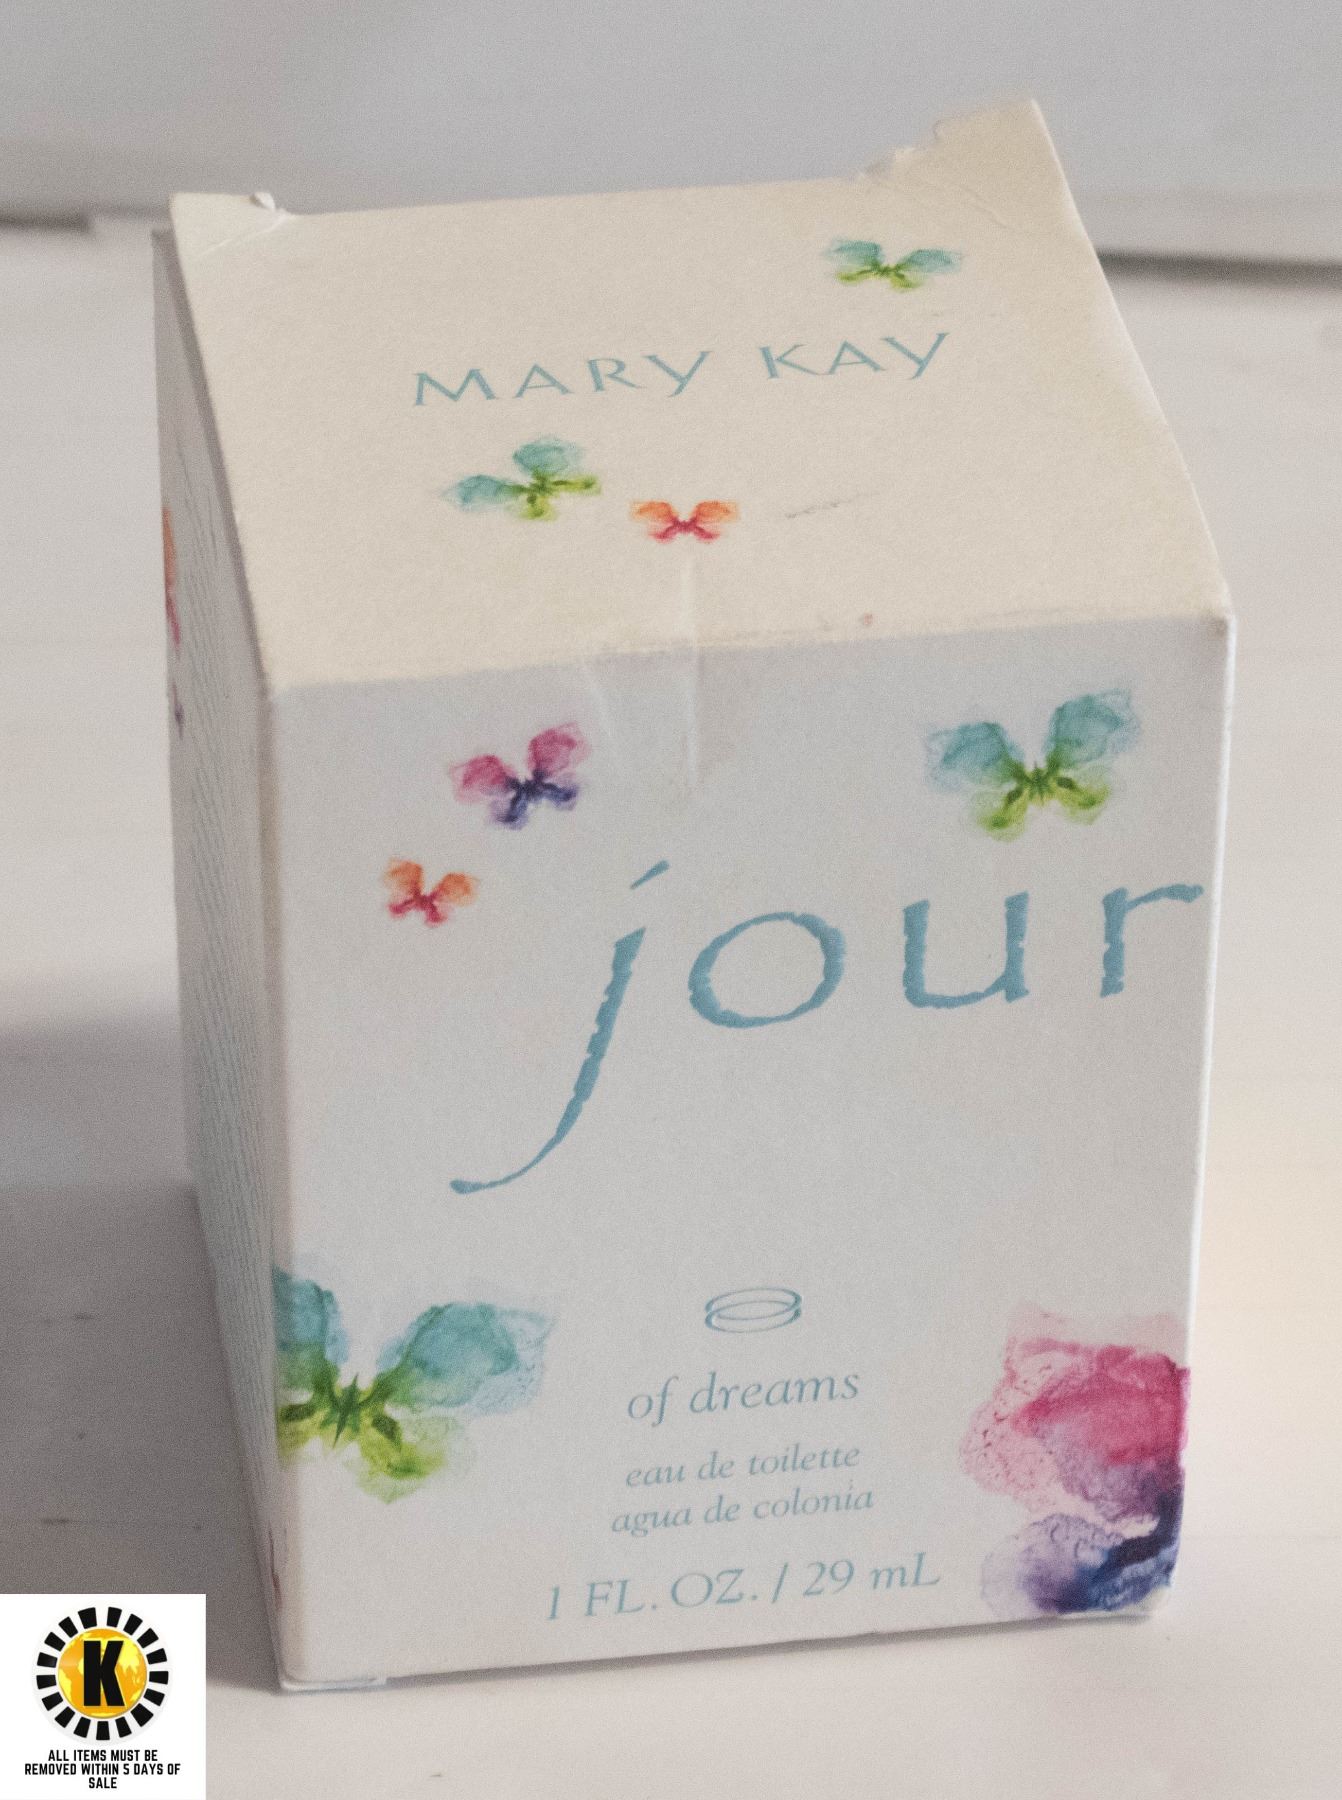 MARY KAY
jour
of dreams
eau de toilette
agua de colonia
1 FL. OZ. / 29 mL
K
ALL ITEMS MUST BE
REMOVED WITHIN 5 DAYS OF
SALE